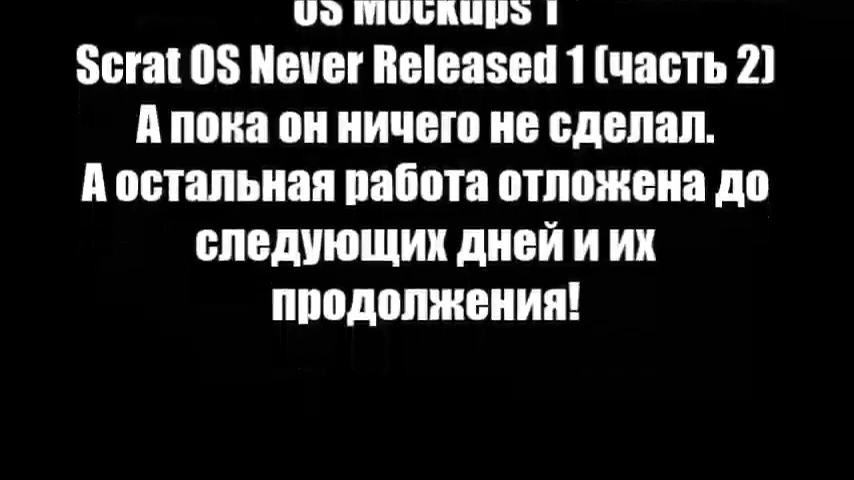 OS Mockups 1
Scrat OS Never Released 1 (часть 2)
А пока он ничего не сделал.
А остальная работа отложена до
следующих дней и их
продолжения!